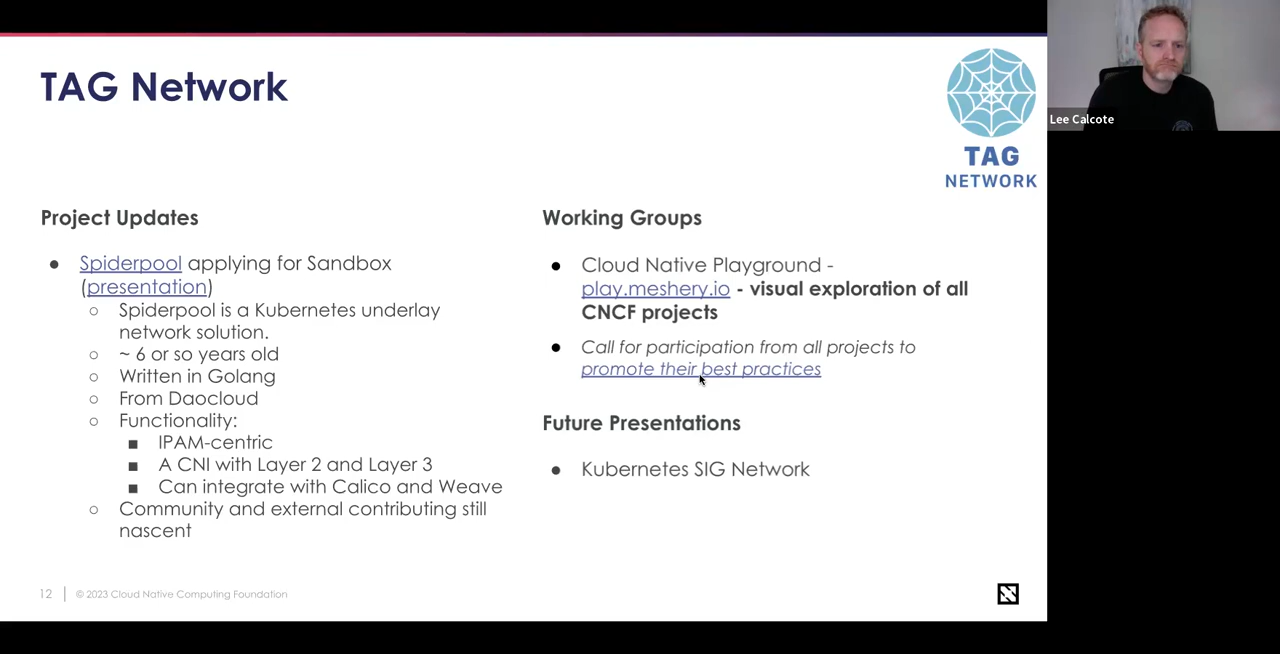 TAG Network
TAG
NETWORK
Lee Calcote
Project Updates
● Spiderpool applying for Sandbox
(presentation)
○ Spiderpool is a Kubernetes underlay
network solution.
○ ~ 6 or so years old
○ Written in Golang
○ From Daocloud
○ Functionality:
■ IPAM-centric
■ A CNI with Layer 2 and Layer 3
■ Can integrate with Calico and Weave
○ Community and external contributing still
nascent
Working Groups
● Cloud Native Playground -
play.meshery.io - visual exploration of all
CNCF projects
● Call for participation from all projects to
promote their best practices
Future Presentations
● Kubernetes SIG Network
12 | © 2023 Cloud Native Computing Foundation